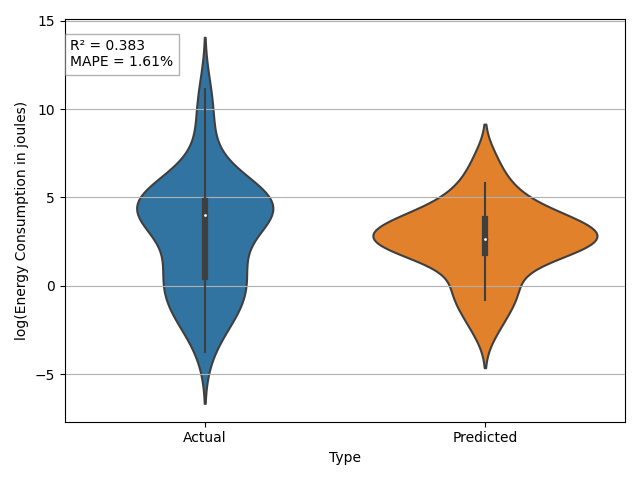 R² = 0.383
MAPE = 1.61%
15
10
5
0
−5
log(Energy Consumption in joules)
Actual
Predicted
Type